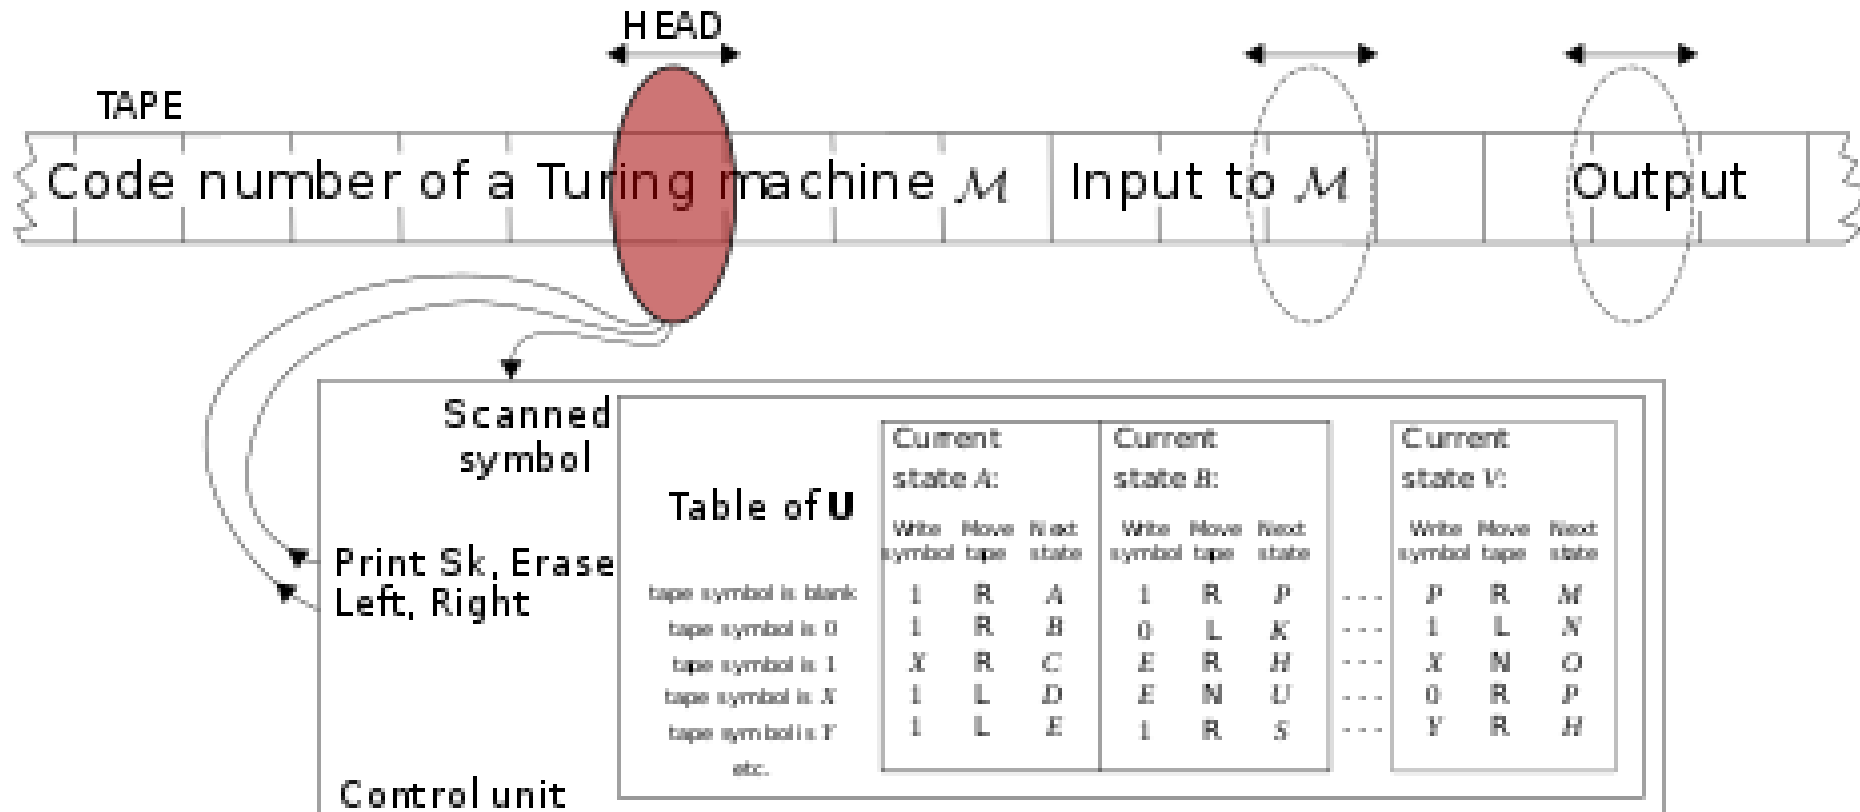 HEAD
TAPE
Code number of a Turing machine ℳ Input to ℳ Output
Scanned
symbol
Print Sk, Erase
Left, Right
Control unit
Table of U
Current Current Current
state A: state B: state V:
Write Move Next Write Move Next Write Move Next
symbol tape state symbol tape state symbol tape state
tape symbol is blank 1 R A 1 R P ---- P R M
tape symbol is 0 1 R B 0 L K ---- 1 L N
tape symbol is 1 X R C E R H ---- X N O
tape symbol is X 1 L D E N U ---- 0 R P
tape symbol is Y 1 L E 1 R S ---- Y R H
etc.